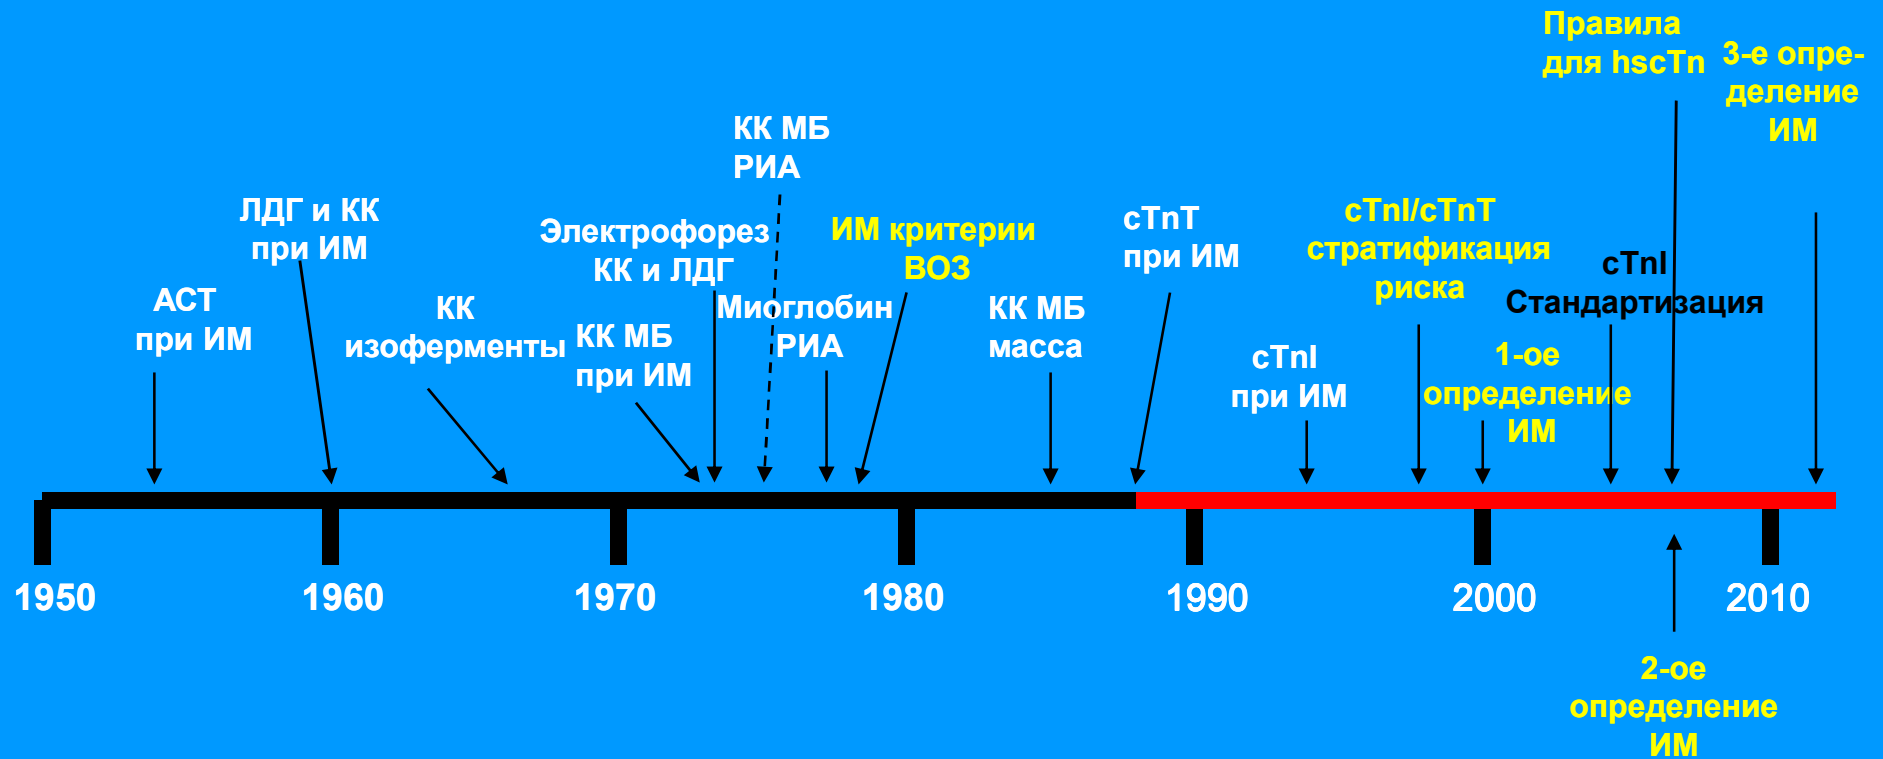 Правила
для hscTn
3-е опре-
деление
ИМ
КК МБ
РИА
ЛДГ и КК
при ИМ
Электрофорез
КК и ЛДГ
ИМ критерии
ВОЗ
cTnT
при ИМ
cTnI/cTnT
стратификация
риска
cTnI
Стандартизация
АСТ
при ИМ
КК
изоферменты
КК МБ
при ИМ
Миоглобин
РИА
КК МБ
масса
cTnI
при ИМ
1-ое
определение
ИМ
1950
1960
1970
1980
1990
2000
2010
2-ое
определение
ИМ